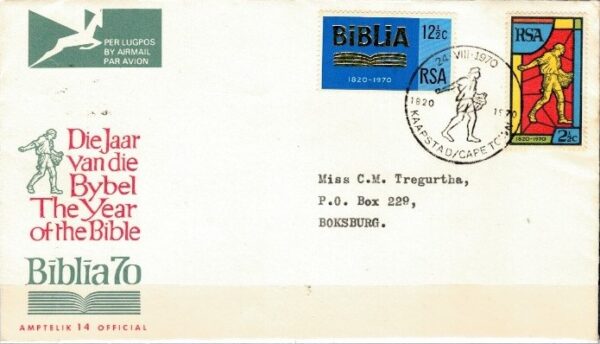 PER LUGPOS
BY AIRMAIL
PAR AVION
BIBLIA 12½c
1820-1970
RSA
RSA
1820-1970
2½c
24-VIII-1970
1820 1970
KAAPSTAD/CAPE TOWN
Die Jaar
van die
Bybel
The Year
of the Bible
Biblia 70
AMPTELIK 14 OFFICIAL
Miss C.M. Tregurtha,
P.O. Box 229,
BOKSBURG.